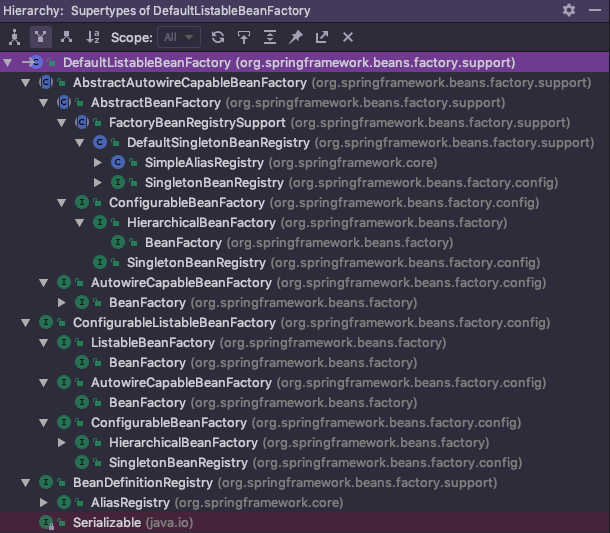 Hierarchy: Supertypes of DefaultListableBeanFactory
Scope: All
DefaultListableBeanFactory (org.springframework.beans.factory.support)
AbstractAutowireCapableBeanFactory (org.springframework.beans.factory.support)
AbstractBeanFactory (org.springframework.beans.factory.support)
FactoryBeanRegistrySupport (org.springframework.beans.factory.support)
DefaultSingletonBeanRegistry (org.springframework.beans.factory.support)
SimpleAliasRegistry (org.springframework.core)
SingletonBeanRegistry (org.springframework.beans.factory.config)
ConfigurableBeanFactory (org.springframework.beans.factory.config)
HierarchicalBeanFactory (org.springframework.beans.factory)
BeanFactory (org.springframework.beans.factory)
SingletonBeanRegistry (org.springframework.beans.factory.config)
AutowireCapableBeanFactory (org.springframework.beans.factory.config)
BeanFactory (org.springframework.beans.factory)
ConfigurableListableBeanFactory (org.springframework.beans.factory.config)
ListableBeanFactory (org.springframework.beans.factory)
BeanFactory (org.springframework.beans.factory)
AutowireCapableBeanFactory (org.springframework.beans.factory.config)
BeanFactory (org.springframework.beans.factory)
ConfigurableBeanFactory (org.springframework.beans.factory.config)
HierarchicalBeanFactory (org.springframework.beans.factory)
SingletonBeanRegistry (org.springframework.beans.factory.config)
BeanDefinitionRegistry (org.springframework.beans.factory.support)
AliasRegistry (org.springframework.core)
Serializable (java.io)